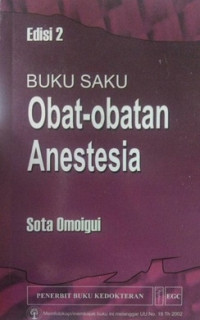 Edisi 2
BUKU SAKU
Obat-obatan
Anestesia
Sota Omoigui
PENERBIT BUKU KEDOKTERAN
EGC